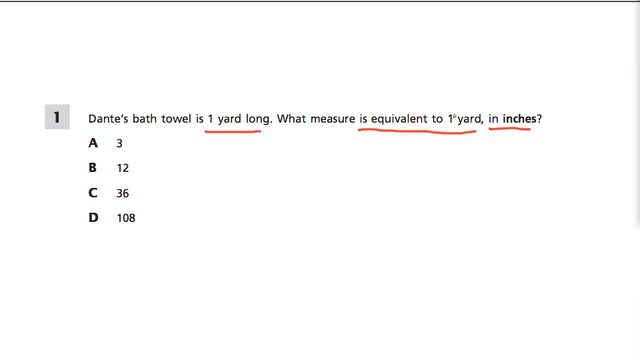 1 Dante's bath towel is 1 yard long. What measure is equivalent to 1 yard, in inches?
A 3
B 12
C 36
D 108